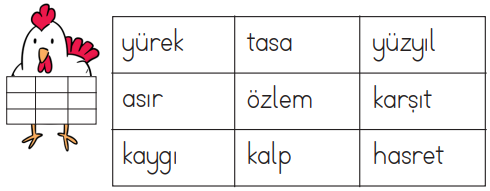 yürek tasa yüzyıl
asır özlem karşıt
kaygı kalp hasret